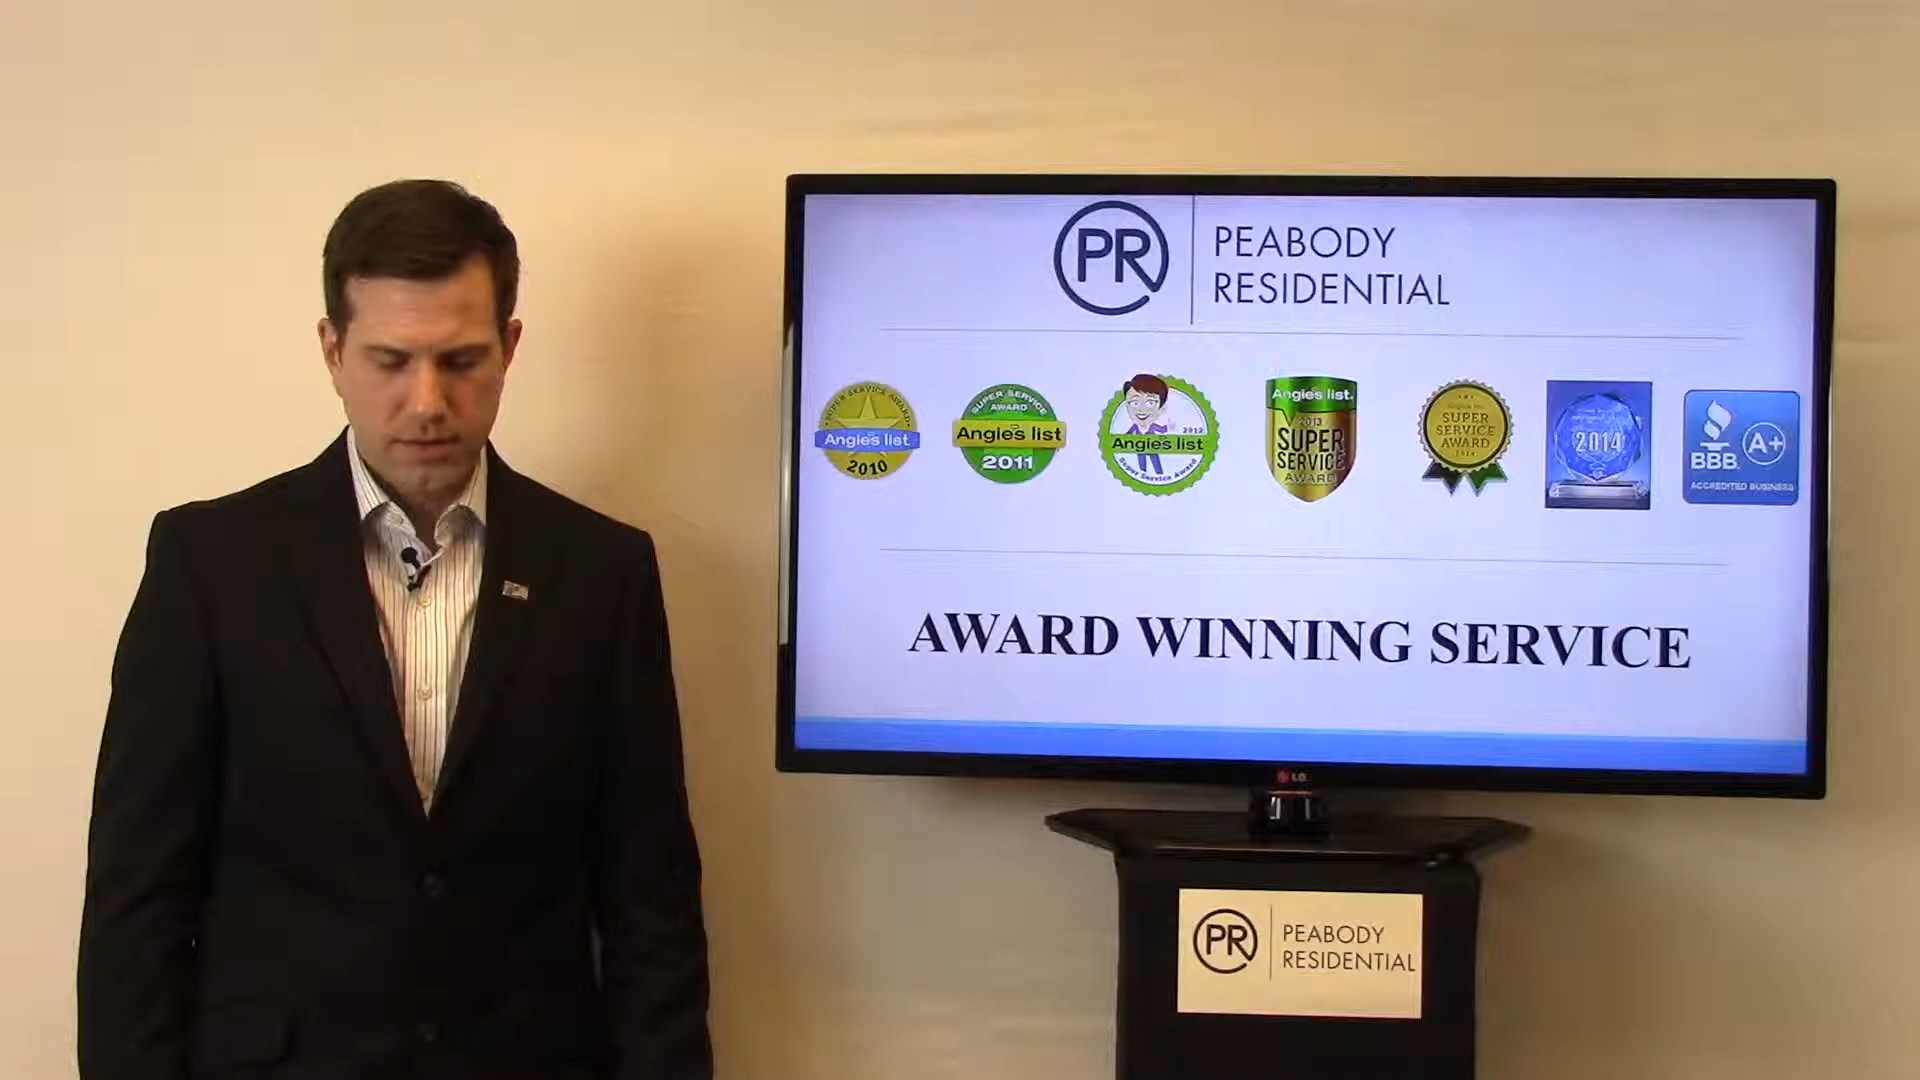 PR
PEABODY
RESIDENTIAL
SUPER SERVICE AWARD
Angie's list
2010
SUPER SERVICE
AWARD
Angie's list
2011
2012
Angie's list
Super Service Award
Angies list.
2013
SUPER
SERVICE
AWARD
SUPER
SERVICE
AWARD
2014
2014
BBB.
A+
ACCREDITED BUSINESS
AWARD WINNING SERVICE
LG
PR
PEABODY
RESIDENTIAL